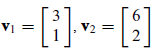 v₁ = [3
1], v₂ = [6
2]